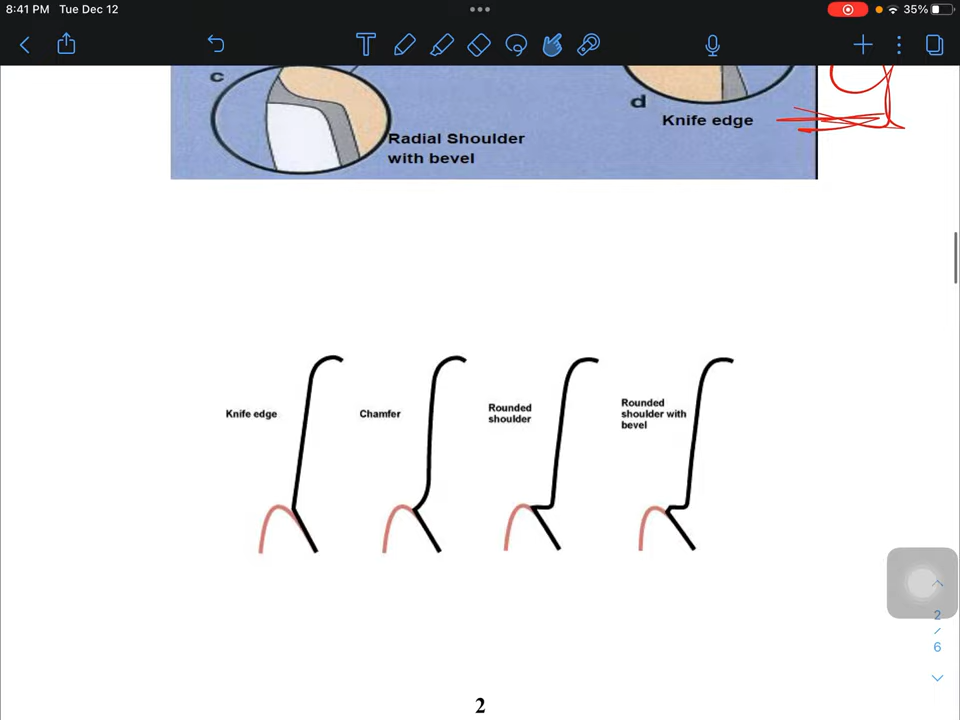 8:41 PM Tue Dec 12
35%
c
Radial Shoulder
with bevel
d
Knife edge
Knife edge
Chamfer
Rounded
shoulder
Rounded
shoulder with
bevel
2
/
6
2